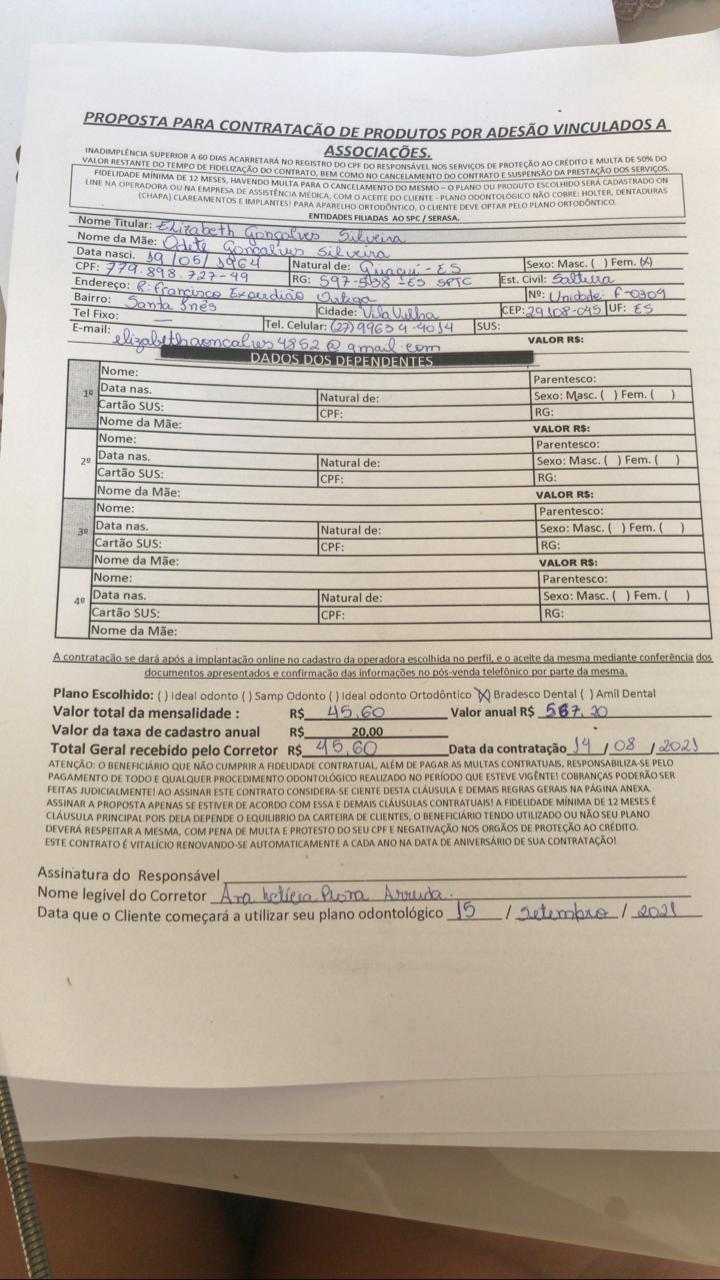 PROPOSTA PARA CONTRATAÇÃO DE PRODUTOS POR ADESÃO VINCULADOS A
ASSOCIAÇÕES.
INADIMPLÊNCIA SUPERIOR A 60 DIAS ACARRETARÁ NO REGISTRO DO CPF DO RESPONSÁVEL NOS SERVIÇOS DE PROTEÇÃO AO CRÉDITO E MULTA DE 50% DO
VALOR RESTANTE DO TEMPO DE FIDELIZAÇÃO DO CONTRATO, BEM COMO NO CANCELAMENTO DO CONTRATO E SUSPENSÃO DA PRESTAÇÃO DOS SERVIÇOS.
FIDELIDADE MÍNIMA DE 12 MESES, HAVENDO MULTA PARA O CANCELAMENTO DO MESMO – O PLANO OU PRODUTO ESCOLHIDO SERÁ CADASTRADO ON
LINE NA OPERADORA OU NA EMPRESA DE ASSISTÊNCIA MÉDICA, COM O ACEITE DO CLIENTE - PLANO ODONTOLÓGICO NÃO COBRE: HOLTER, DENTADURAS
(CHAPA) CLAREAMENTOS E IMPLANTES! PARA APARELHO ORTODÔNTICO, O CLIENTE DEVE OPTAR PELO PLANO ORTODÔNTICO.
ENTIDADES FILIADAS AO SPC / SERASA.
Nome Titular: Elizabeth Gonçalves Silveira
Nome da Mãe: Odete Gonçalves Silveira
Data nasci. 19/05/1964 Natural de: Guaçuí - ES Sexo: Masc. ( ) Fem. (x)
CPF: 779.898.727-49 RG: 597-538 -ES SPTC Est. Civil: Solteira
Endereço: R. Francisco Ortega Nº: Unidade: F-0304
Bairro: Santa Inês Cidade: Vila Velha CEP: 29108-045 UF: ES
Tel Fixo: — Tel. Celular: (27) 99634-4014 SUS:
E-mail: elizabethgoncalves4852@gmail.com VALOR R$:
DADOS DOS DEPENDENTES
1º Nome: Parentesco:
Data nas. Natural de: Sexo: Masc. ( ) Fem. ( )
Cartão SUS: CPF: RG:
Nome da Mãe: VALOR R$:
2º Nome: Parentesco:
Data nas. Natural de: Sexo: Masc. ( ) Fem. ( )
Cartão SUS: CPF: RG:
Nome da Mãe: VALOR R$:
3º Nome: Parentesco:
Data nas. Natural de: Sexo: Masc. ( ) Fem. ( )
Cartão SUS: CPF: RG:
Nome da Mãe: VALOR R$:
4º Nome: Parentesco:
Data nas. Natural de: Sexo: Masc. ( ) Fem. ( )
Cartão SUS: CPF: RG:
Nome da Mãe:
A contratação se dará após a implantação online no cadastro da operadora escolhida no perfil, e o aceite da mesma mediante conferência dos
documentos apresentados e confirmação das informações no pós-venda telefônico por parte da mesma.
Plano Escolhido: ( ) Ideal odonto ( ) Samp Odonto ( ) Ideal odonto Ortodôntico (X) Bradesco Dental ( ) Amil Dental
Valor total da mensalidade : R$ 45,60 Valor anual R$ 567,20
Valor da taxa de cadastro anual R$ 20,00
Total Geral recebido pelo Corretor R$ 45,60 Data da contratação 14 / 08 / 2021
ATENÇÃO: O BENEFICIÁRIO QUE NÃO CUMPRIR A FIDELIDADE CONTRATUAL, ALÉM DE PAGAR AS MULTAS CONTRATUAIS, RESPONSABILIZA-SE PELO
PAGAMENTO DE TODO E QUALQUER PROCEDIMENTO ODONTOLÓGICO REALIZADO NO PERÍODO QUE ESTEVE VIGÊNTE! COBRANÇAS PODERÃO SER
FEITAS JUDICIALMENTE! AO ASSINAR ESTE CONTRATO CONSIDERA-SE CIENTE DESTA CLÁUSULA E DEMAIS REGRAS GERAIS NA PÁGINA ANEXA.
ASSINAR A PROPOSTA APENAS SE ESTIVER DE ACORDO COM ESSA E DEMAIS CLÁUSULAS CONTRATUAIS! A FIDELIDADE MÍNIMA DE 12 MESES É
CLÁUSULA PRINCIPAL POIS DELA DEPENDE O EQUILIBRIO DA CARTEIRA DE CLIENTES, O BENEFICIÁRIO TENDO UTILIZADO OU NÃO SEU PLANO
DEVERÁ RESPEITAR A MESMA, COM PENA DE MULTA E PROTESTO DO SEU CPF E NEGATIVAÇÃO NOS ORGÃOS DE PROTEÇÃO AO CRÉDITO.
ESTE CONTRATO É VITALÍCIO RENOVANDO-SE AUTOMATICAMENTE A CADA ANO NA DATA DE ANIVERSÁRIO DE SUA CONTRATAÇÃO!
Assinatura do Responsável
Nome legível do Corretor Ana Arruda.
Data que o Cliente começará a utilizar seu plano odontológico 15 / Setembro / 2021